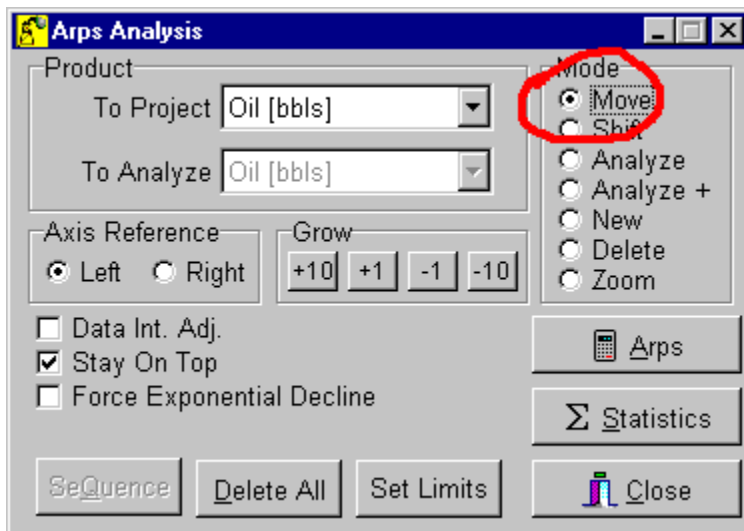 Arps Analysis
Product
To Project Oil [bbls]
To Analyze Oil [bbls]
Mode
Move
Shift
Analyze
Analyze +
New
Delete
Zoom
Axis Reference
Left Right
Grow
+10 +1 -1 -10
Data Int. Adj.
Stay On Top
Force Exponential Decline
Arps
Σ Statistics
SeQuence Delete All Set Limits Close